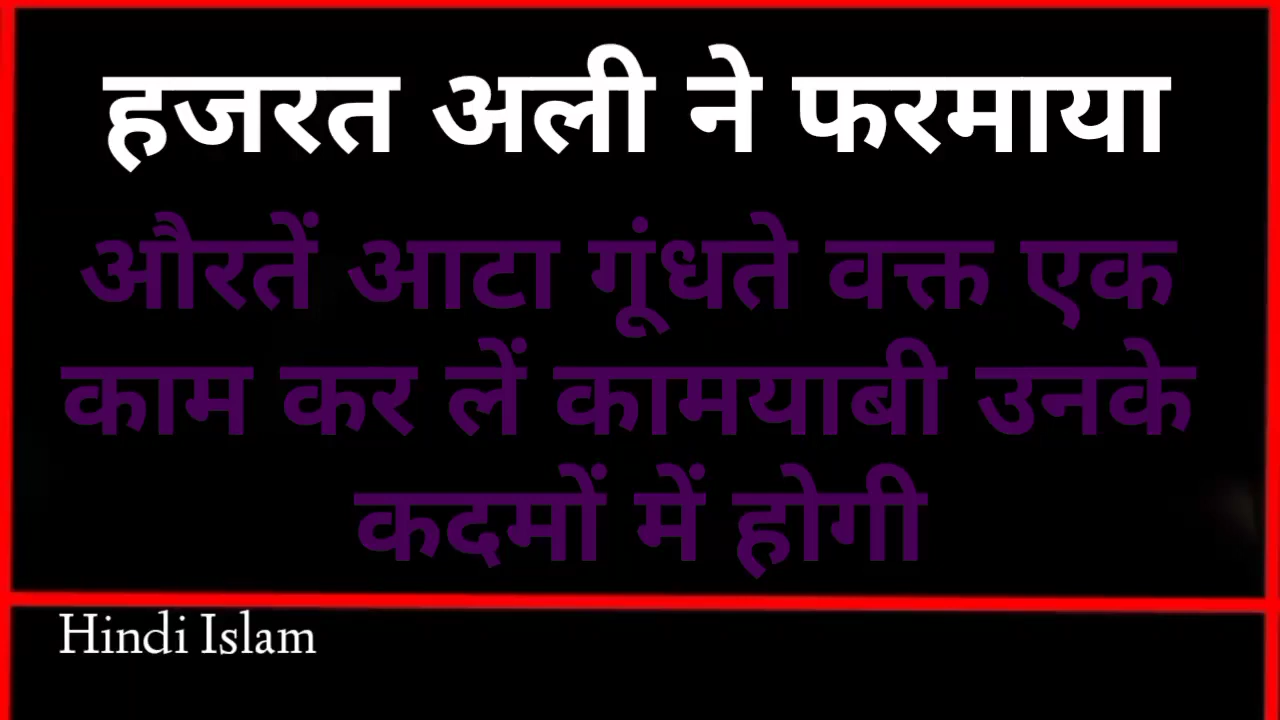 हजरत अली ने फरमाया
औरतें आटा गूंधते वक्त एक
काम कर लें कामयाबी उनके
कदमों में होगी
Hindi Islam